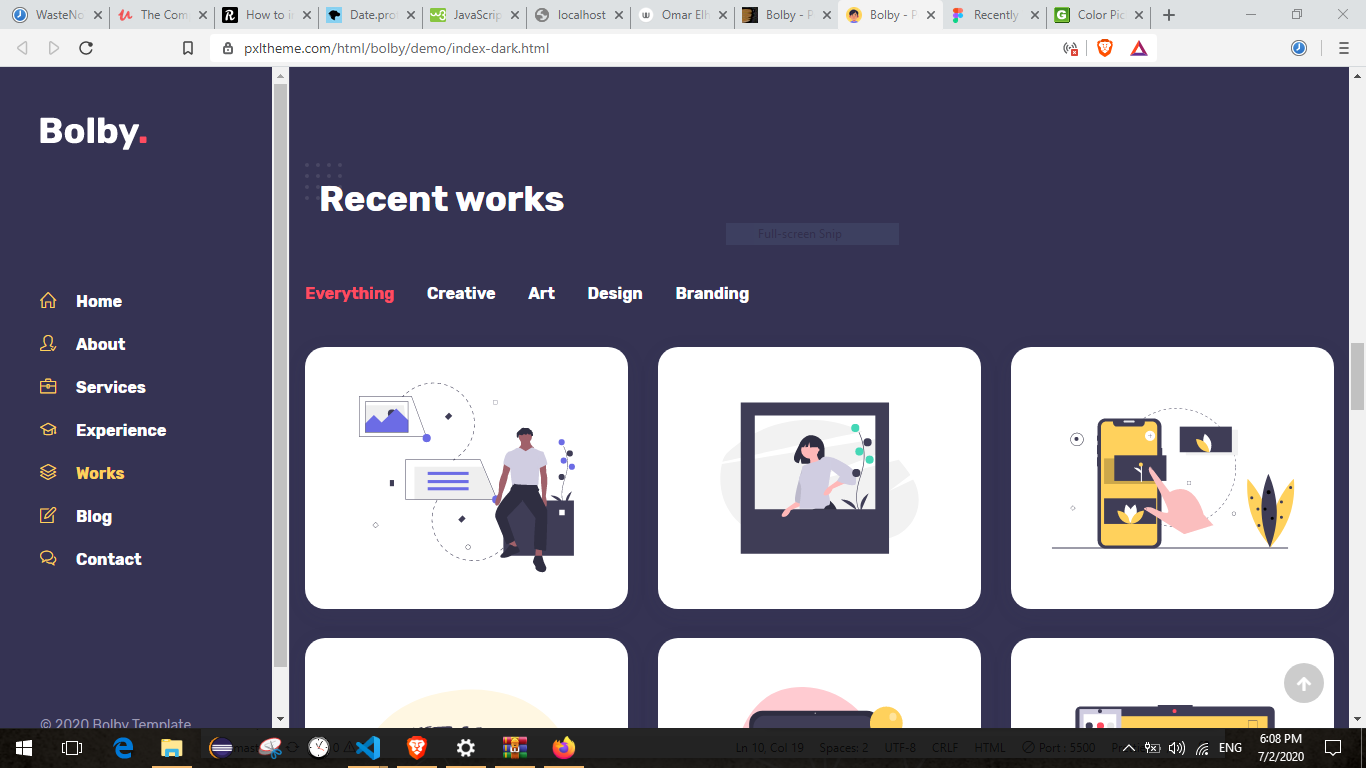 WasteNo
The Com
How to i
Date.pro
JavaScrip
localhost
Omar Elh
Bolby - P
Bolby - P
Recently
Color Pic
pxltheme.com/html/bolby/demo/index-dark.html
Bolby.
Recent works
Full-screen Snip
Everything Creative Art Design Branding
Home
About
Services
Experience
Works
Blog
Contact
© 2020 Bolby Template
Ln 10, Col 19 Spaces: 2 UTF-8 CRLF HTML Port : 5500
ENG
6:08 PM
7/2/2020